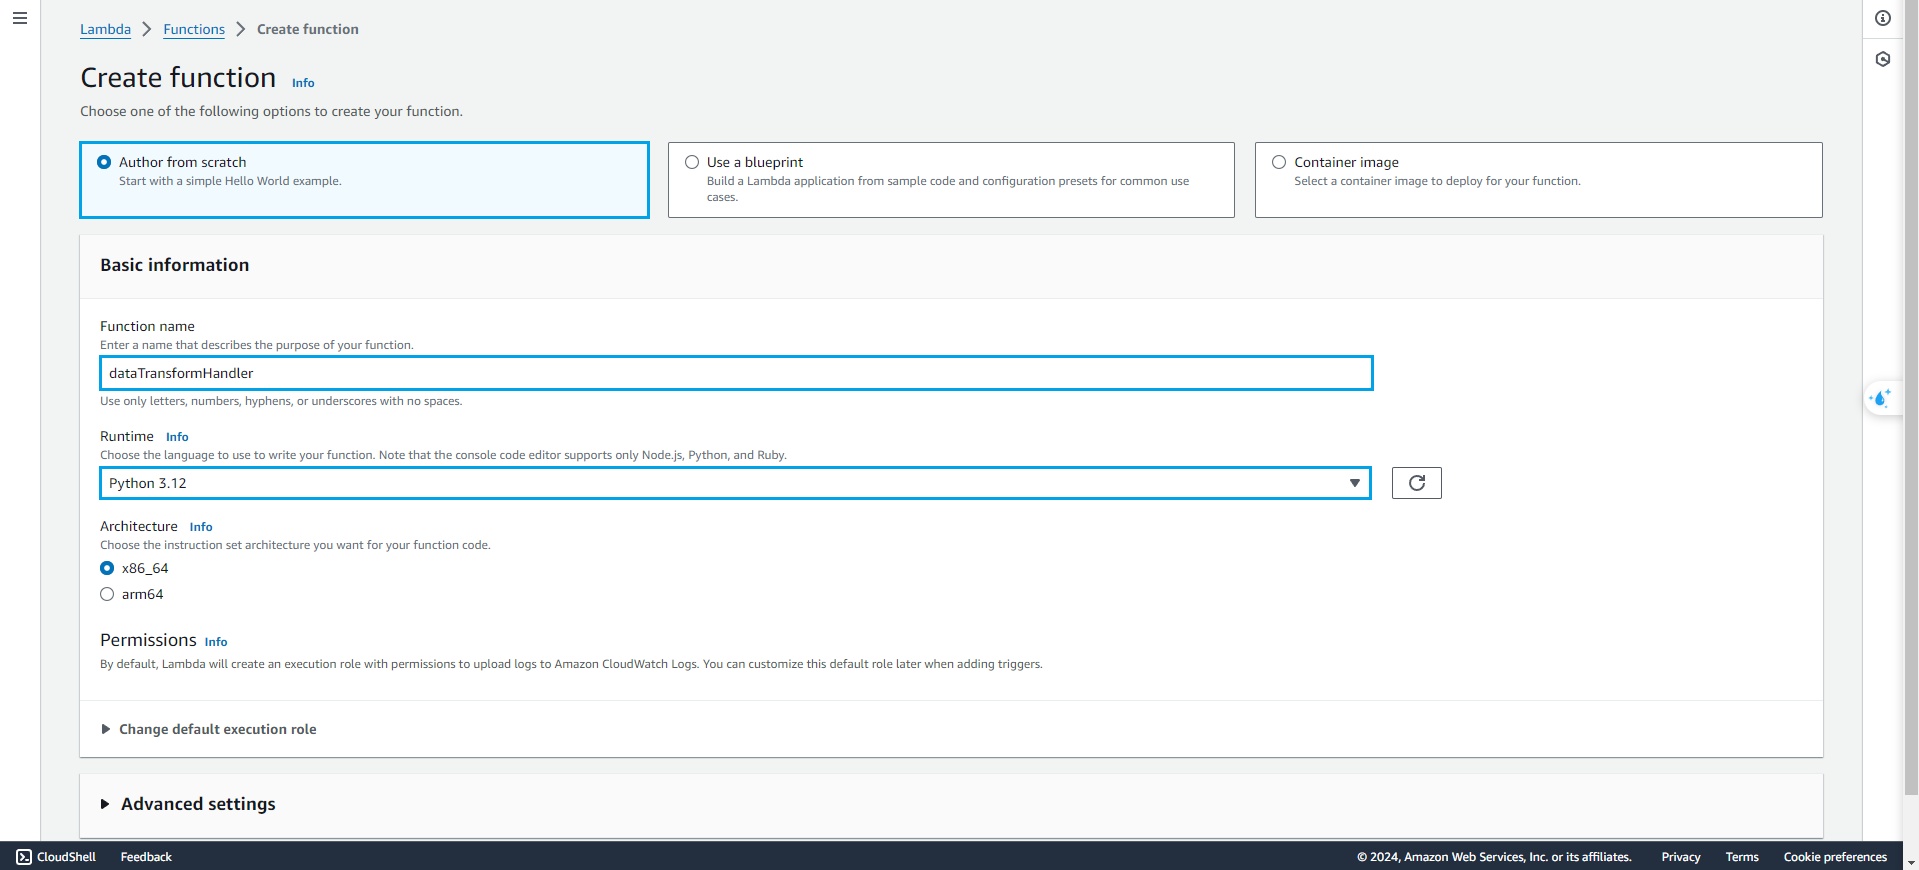 Lambda > Functions > Create function
Create function Info
Choose one of the following options to create your function.
Author from scratch
Start with a simple Hello World example.
Use a blueprint
Build a Lambda application from sample code and configuration presets for common use
cases.
Container image
Select a container image to deploy for your function.
Basic information
Function name
Enter a name that describes the purpose of your function.
dataTransformHandler
Use only letters, numbers, hyphens, or underscores with no spaces.
Runtime Info
Choose the language to use to write your function. Note that the console code editor supports only Node.js, Python, and Ruby.
Python 3.12
Architecture Info
Choose the instruction set architecture you want for your function code.
x86_64
arm64
Permissions Info
By default, Lambda will create an execution role with permissions to upload logs to Amazon CloudWatch Logs. You can customize this default role later when adding triggers.
Change default execution role
Advanced settings
CloudShell Feedback © 2024, Amazon Web Services, Inc. or its affiliates. Privacy Terms Cookie preferences